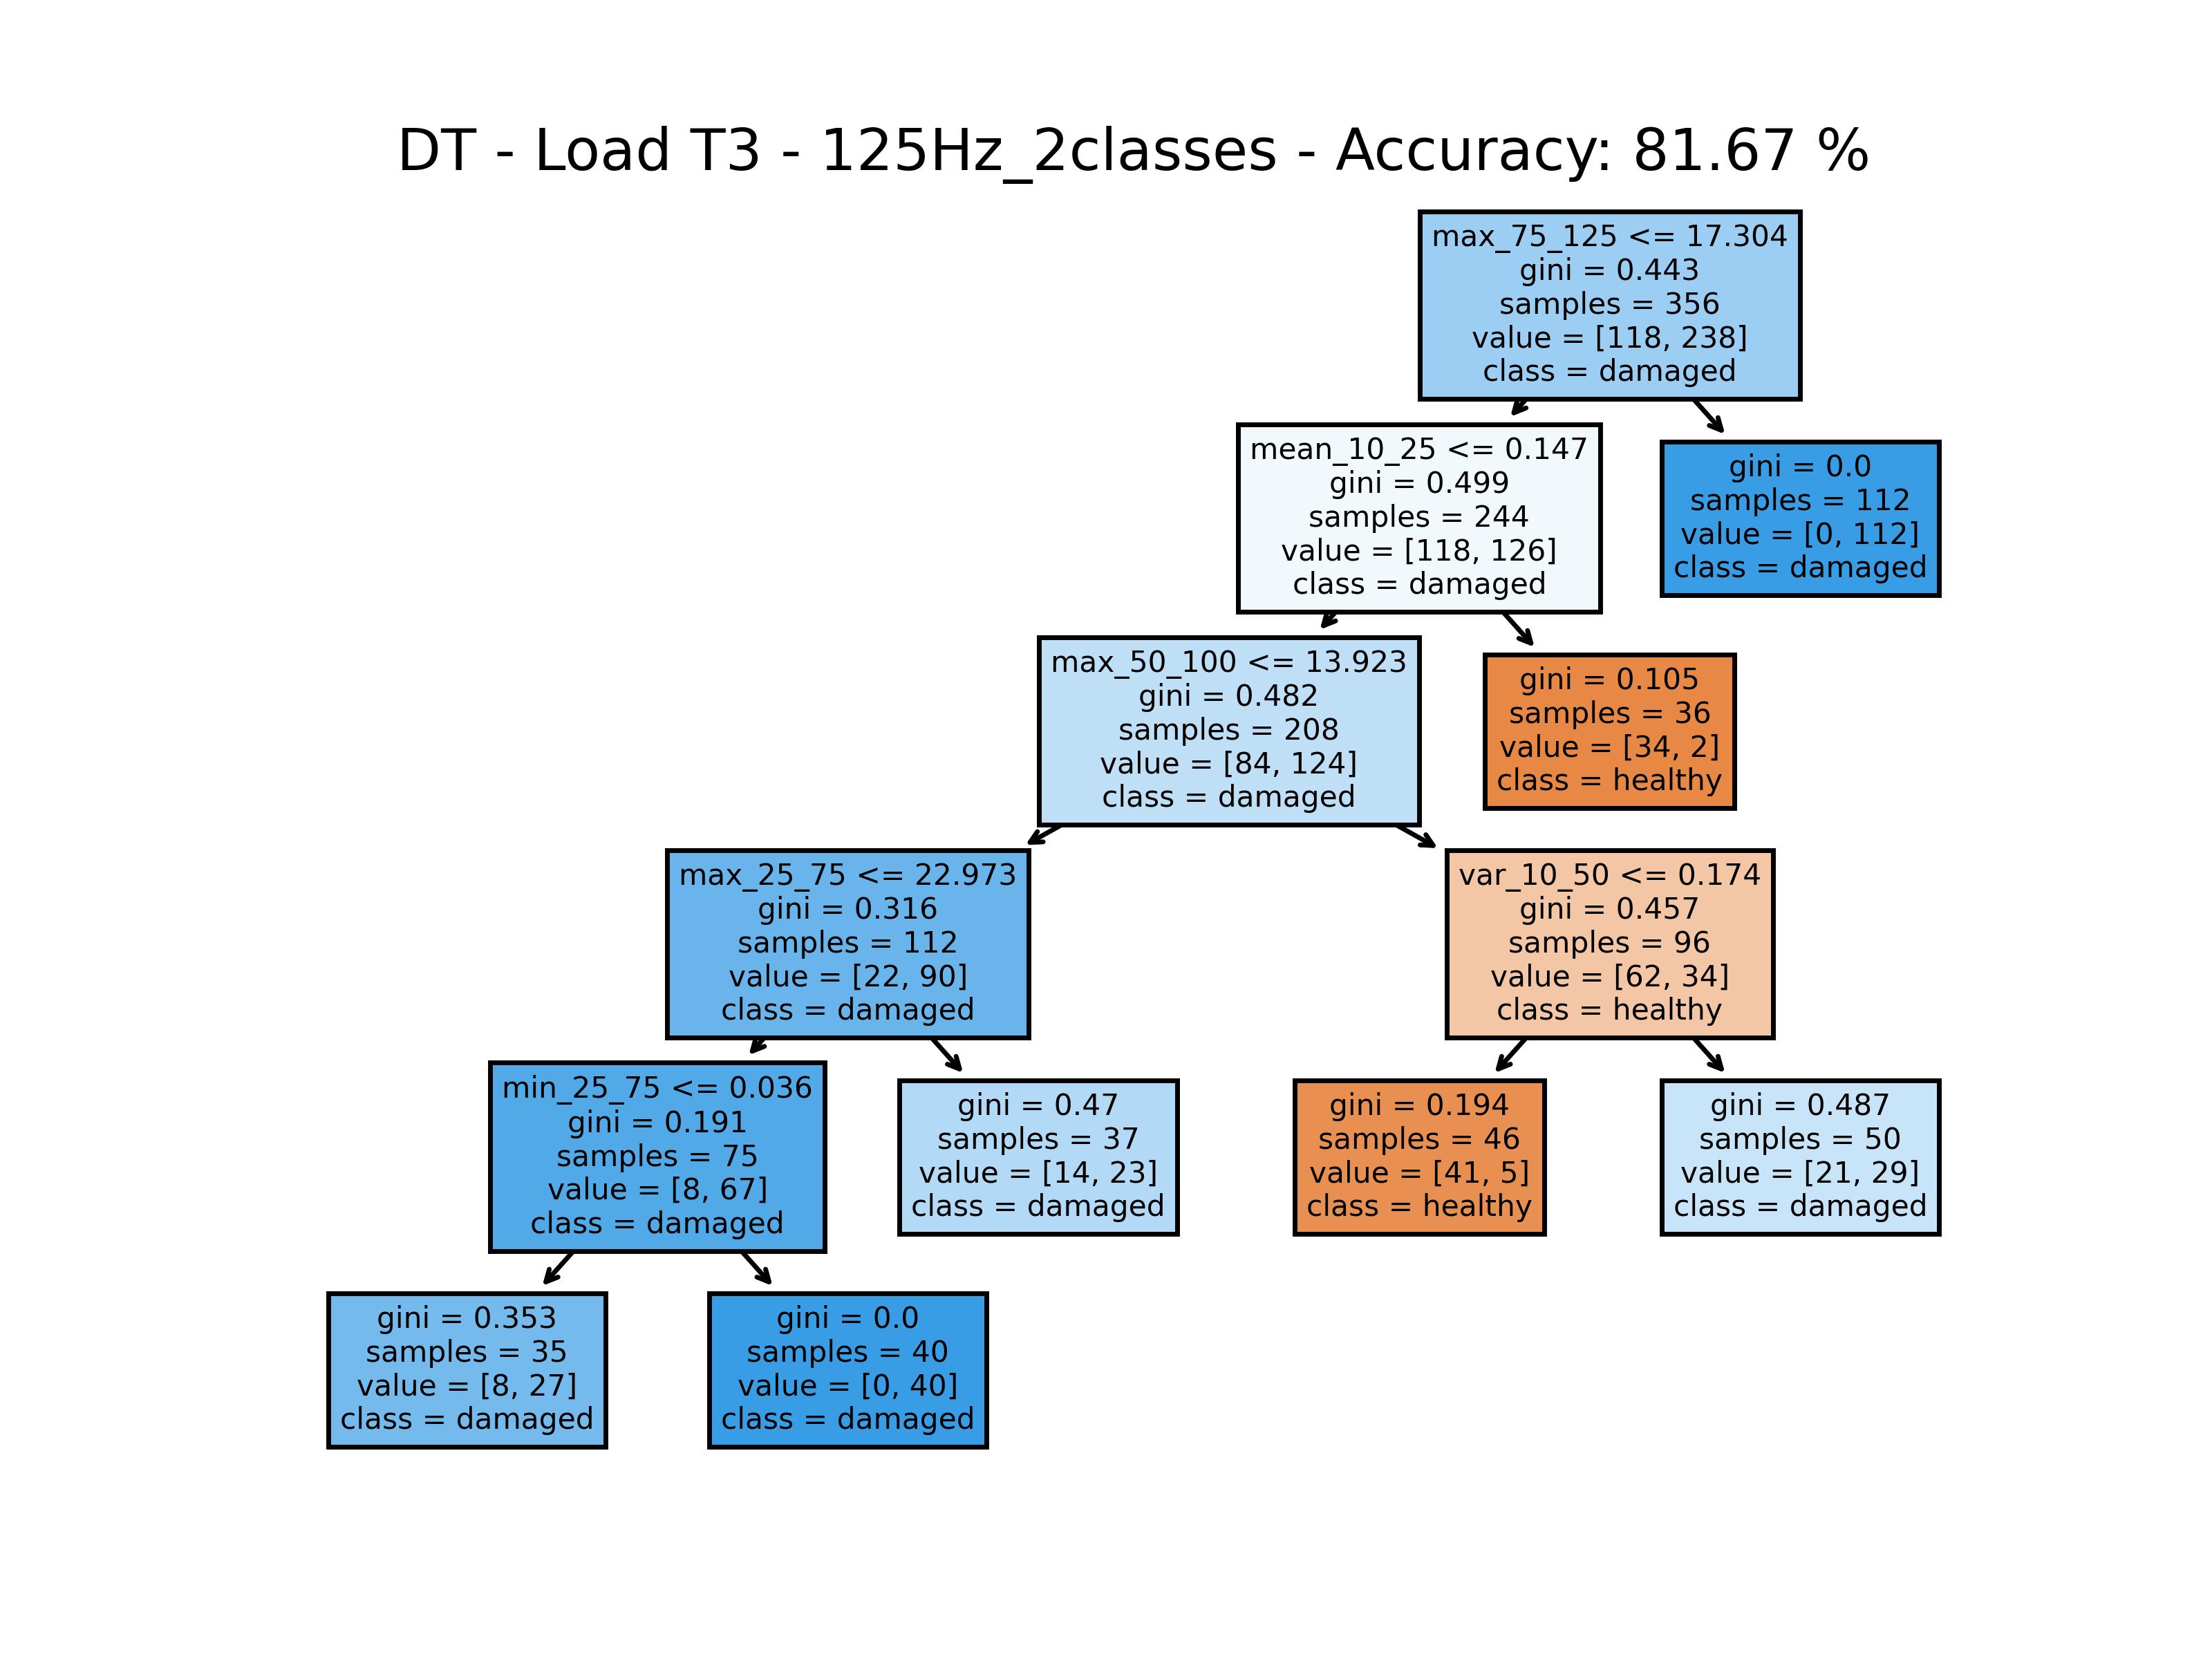 DT - Load T3 - 125Hz_2classes - Accuracy: 81.67 %
max_75_125 <= 17.304
gini = 0.443
samples = 356
value = [118, 238]
class = damaged
mean_10_25 <= 0.147
gini = 0.499
samples = 244
value = [118, 126]
class = damaged
gini = 0.0
samples = 112
value = [0, 112]
class = damaged
max_50_100 <= 13.923
gini = 0.482
samples = 208
value = [84, 124]
class = damaged
gini = 0.105
samples = 36
value = [34, 2]
class = healthy
max_25_75 <= 22.973
gini = 0.316
samples = 112
value = [22, 90]
class = damaged
var_10_50 <= 0.174
gini = 0.457
samples = 96
value = [62, 34]
class = healthy
min_25_75 <= 0.036
gini = 0.191
samples = 75
value = [8, 67]
class = damaged
gini = 0.47
samples = 37
value = [14, 23]
class = damaged
gini = 0.194
samples = 46
value = [41, 5]
class = healthy
gini = 0.487
samples = 50
value = [21, 29]
class = damaged
gini = 0.353
samples = 35
value = [8, 27]
class = damaged
gini = 0.0
samples = 40
value = [0, 40]
class = damaged